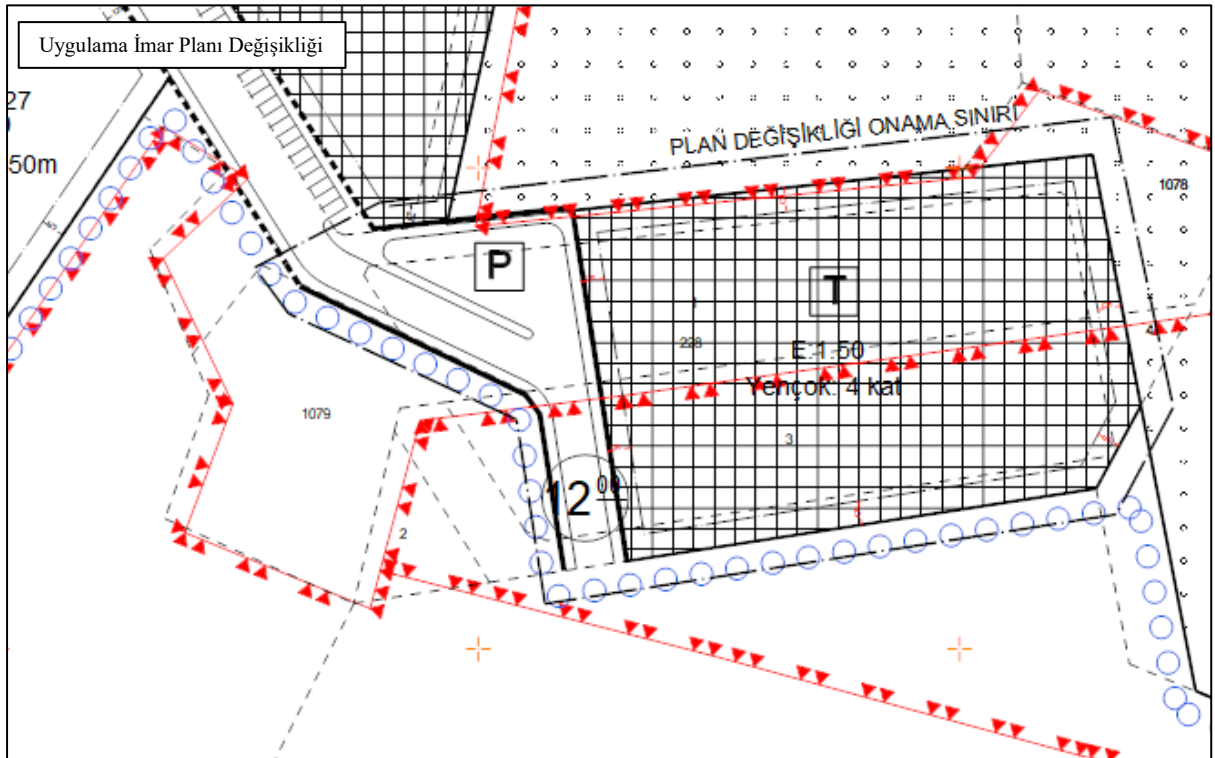 Uygulama İmar Planı Değişikliği
27
50m
PLAN DEĞİŞİKLİĞİ ONAMA SINIRI
1078
P
T
228
E:1.50
Yençok: 4 kat
1079
3
12 00
2